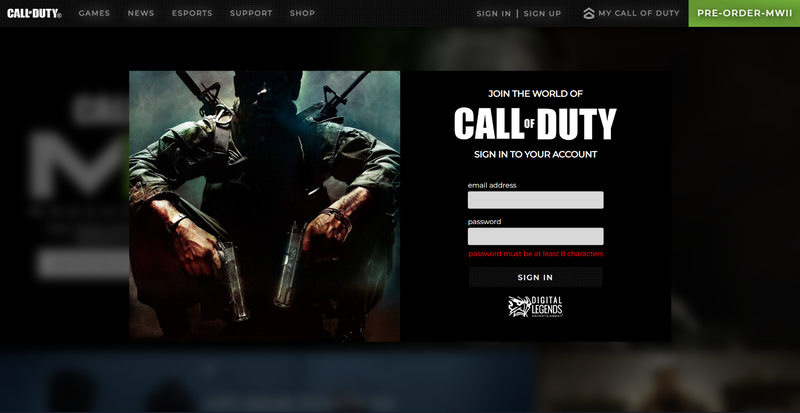 CALL OF DUTY®
GAMES NEWS ESPORTS SUPPORT SHOP
SIGN IN | SIGN UP
MY CALL OF DUTY
PRE-ORDER-MWII
JOIN THE WORLD OF
CALL OF DUTY
SIGN IN TO YOUR ACCOUNT
email address
password
password must be at least 8 characters
SIGN IN
DIGITAL
LEGENDS
ENTERTAINMENT